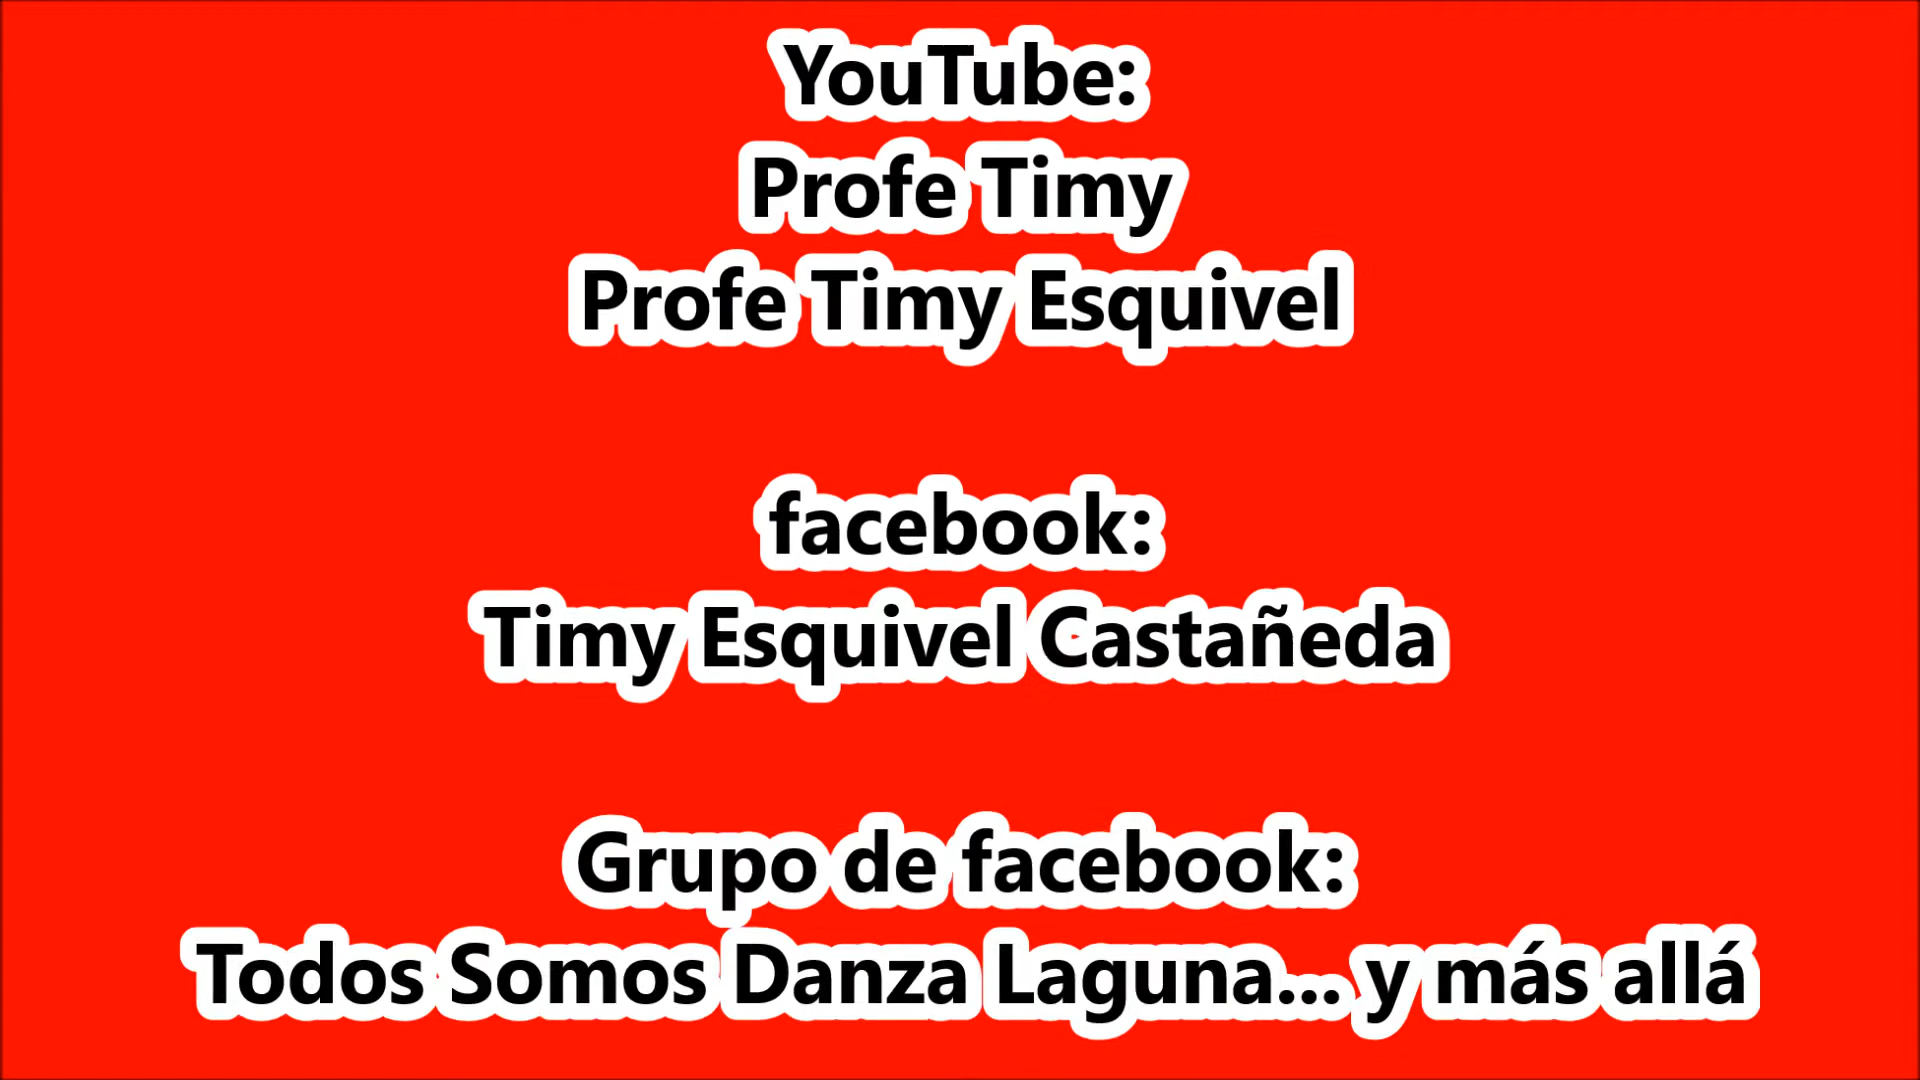 YouTube:
Profe Timy
Profe Timy Esquivel
facebook:
Timy Esquivel Castañeda
Grupo de facebook:
Todos Somos Danza Laguna... y más allá